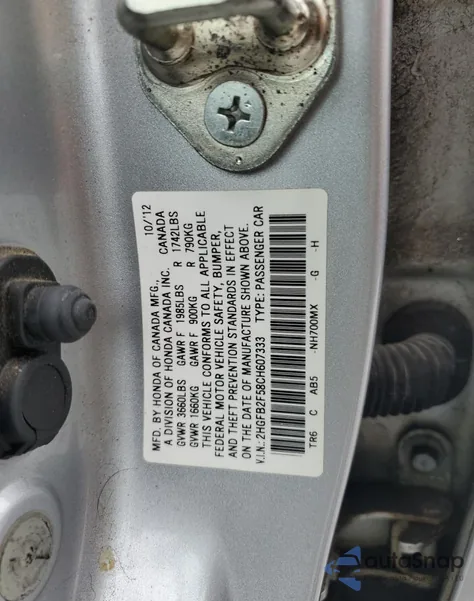 MFD. BY HONDA OF CANADA MFG., 10/'12
A DIVISION OF HONDA CANADA INC. CANADA
GVWR 3660LBS GAWR F 1985LBS R 1742LBS
GVWR 1660KG GAWR F 900KG R 790KG
THIS VEHICLE CONFORMS TO ALL APPLICABLE
FEDERAL MOTOR VEHICLE SAFETY, BUMPER,
AND THEFT PREVENTION STANDARDS IN EFFECT
ON THE DATE OF MANUFACTURE SHOWN ABOVE.
V.I.N.: 2HGFB2F58CH607333 TYPE: PASSENGER CAR
TR6 C AB5 -NH700MX -G -H
autoSnap